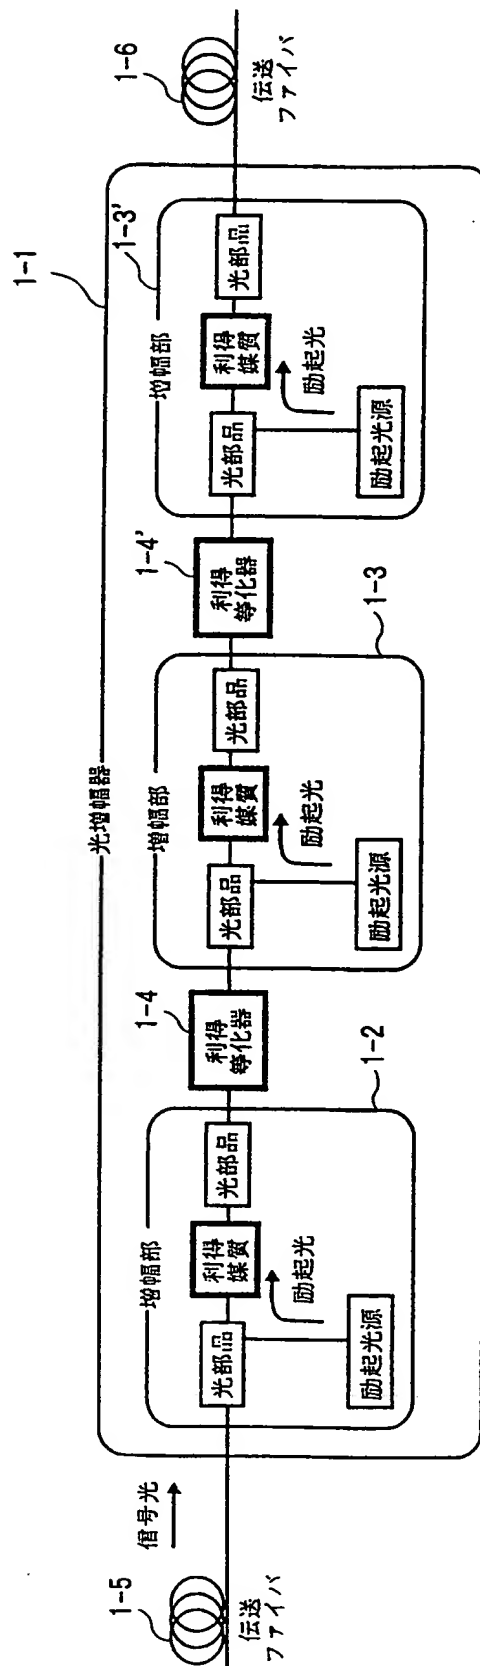 1-5
伝送
ファイバ
信号光
光増幅器
1-1
増幅部
光部品
利得
媒質
光部品
励起光
励起光源
1-2
1-4
利得
等化器
増幅部
光部品
利得
媒質
光部品
励起光
励起光源
1-3
1-4'
利得
等化器
増幅部
1-3'
光部品
利得
媒質
光部品
励起光
励起光源
1-6
伝送
ファイバ